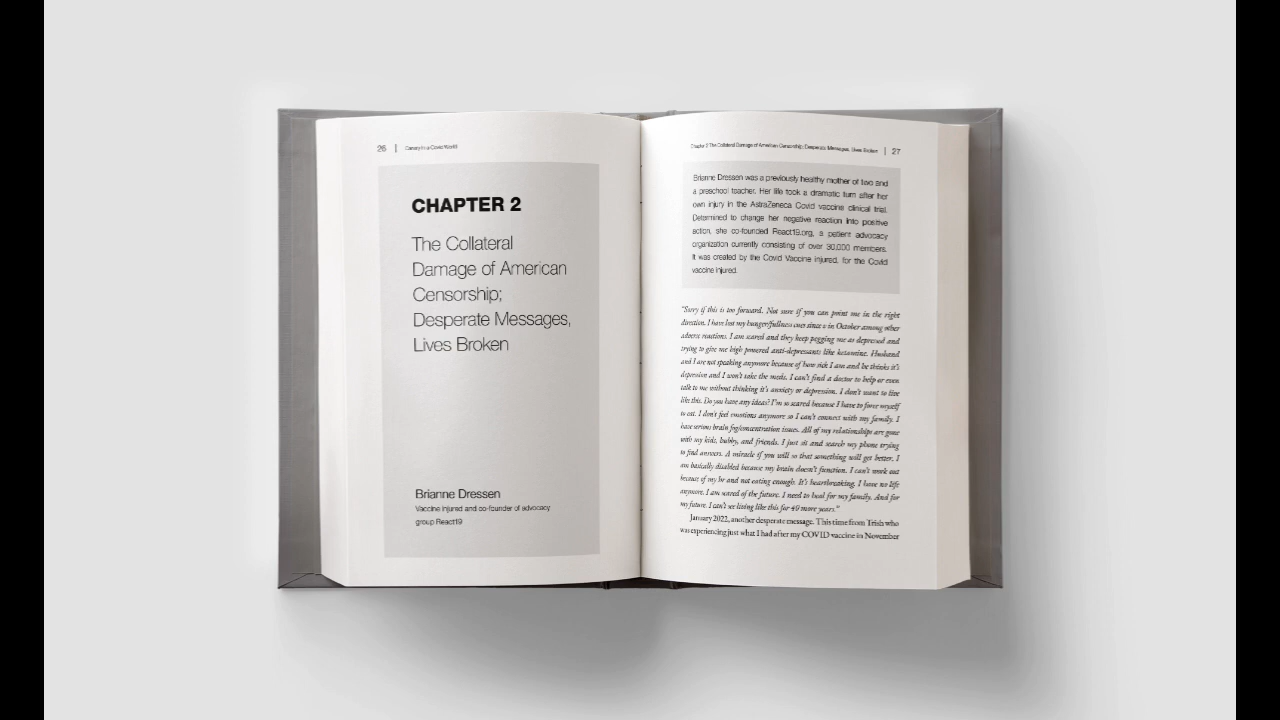 26 | Canary In a Covid World
CHAPTER 2
The Collateral
Damage of American
Censorship;
Desperate Messages,
Lives Broken
Brianne Dressen
Vaccine injured and co-founder of advocacy
group React19
Chapter 2 The Collateral Damage of American Censorship; Desperate Messages, Lives Broken | 27
Brianne Dressen was a previously healthy mother of two and
a preschool teacher. Her life took a dramatic turn after her
own injury in the AstraZeneca Covid vaccine clinical trial.
Determined to change her negative reaction into positive
action, she co-founded React19.org, a patient advocacy
organization currently consisting of over 30,000 members.
It was created by the Covid Vaccine injured, for the Covid
vaccine injured.
"Sorry if this is too forward. Not sure if you can point me in the right
direction. I have lost my hunger/fullness cues since in October among other
adverse reactions. I am scared and they keep pegging me as depressed and
trying to give me high powered anti-depressants like ketamine. Husband
and I are not speaking anymore because of how sick I am and he thinks it's
depression and I won't take the meds. I can't find a doctor to help or even
talk to me without thinking it's anxiety or depression. I don't want to live
like this. Do you have any ideas? I'm so scared because I have to force myself
to eat. I don't feel emotions anymore so I can't connect with my family. I
have serious brain fog/concentration issues. All of my relationships are gone
with my kids, hubby, and friends. I just sit and search my phone trying
to find answers. A miracle if you will so that something will get better. I
am basically disabled because my brain doesn't function. I can't work out
because of my hr and not eating enough. It's heartbreaking. I have no life
anymore. I am scared of the future. I need to heal for my family. And for
my future. I can't see living like this for 40 more years."
January 2022, another desperate message. This time from Trish who
was experiencing just what I had after my COVID vaccine in November